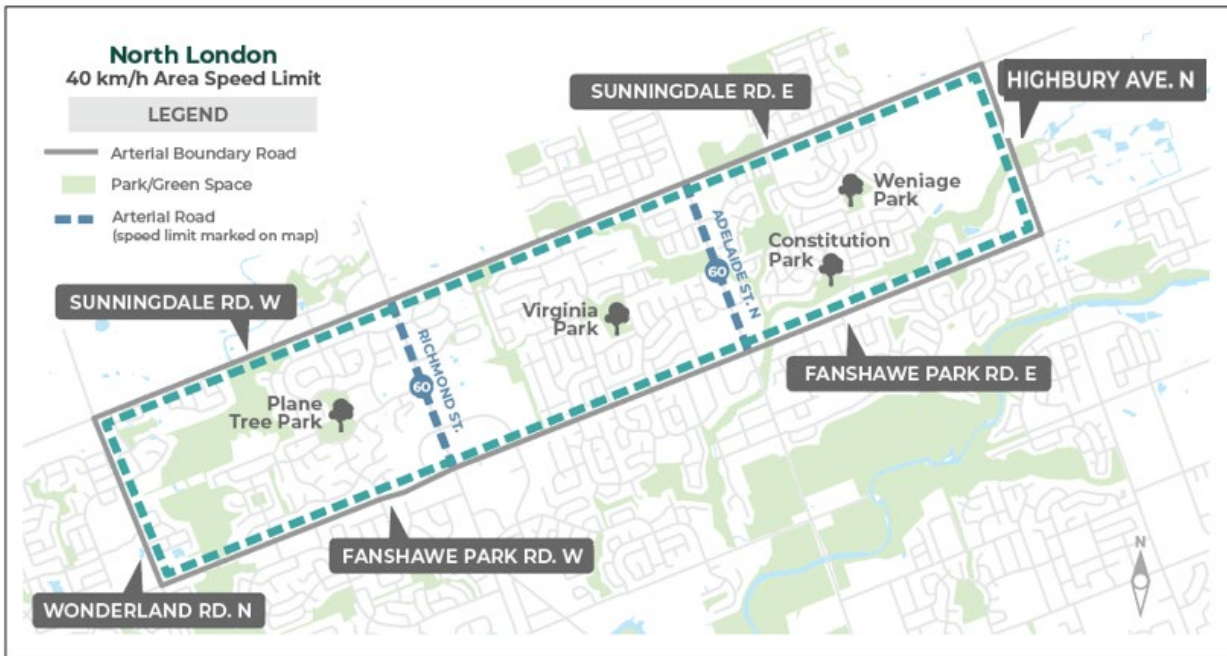 North London
40 km/h Area Speed Limit
LEGEND
Arterial Boundary Road
Park/Green Space
Arterial Road
(speed limit marked on map)
SUNNINGDALE RD. E
HIGHBURY AVE. N
Weniage
Park
ADELAIDE ST. N
60
Constitution
Park
SUNNINGDALE RD. W
Virginia
Park
RICHMOND ST.
60
FANSHAWE PARK RD. E
Plane
Tree Park
FANSHAWE PARK RD. W
WONDERLAND RD. N
N